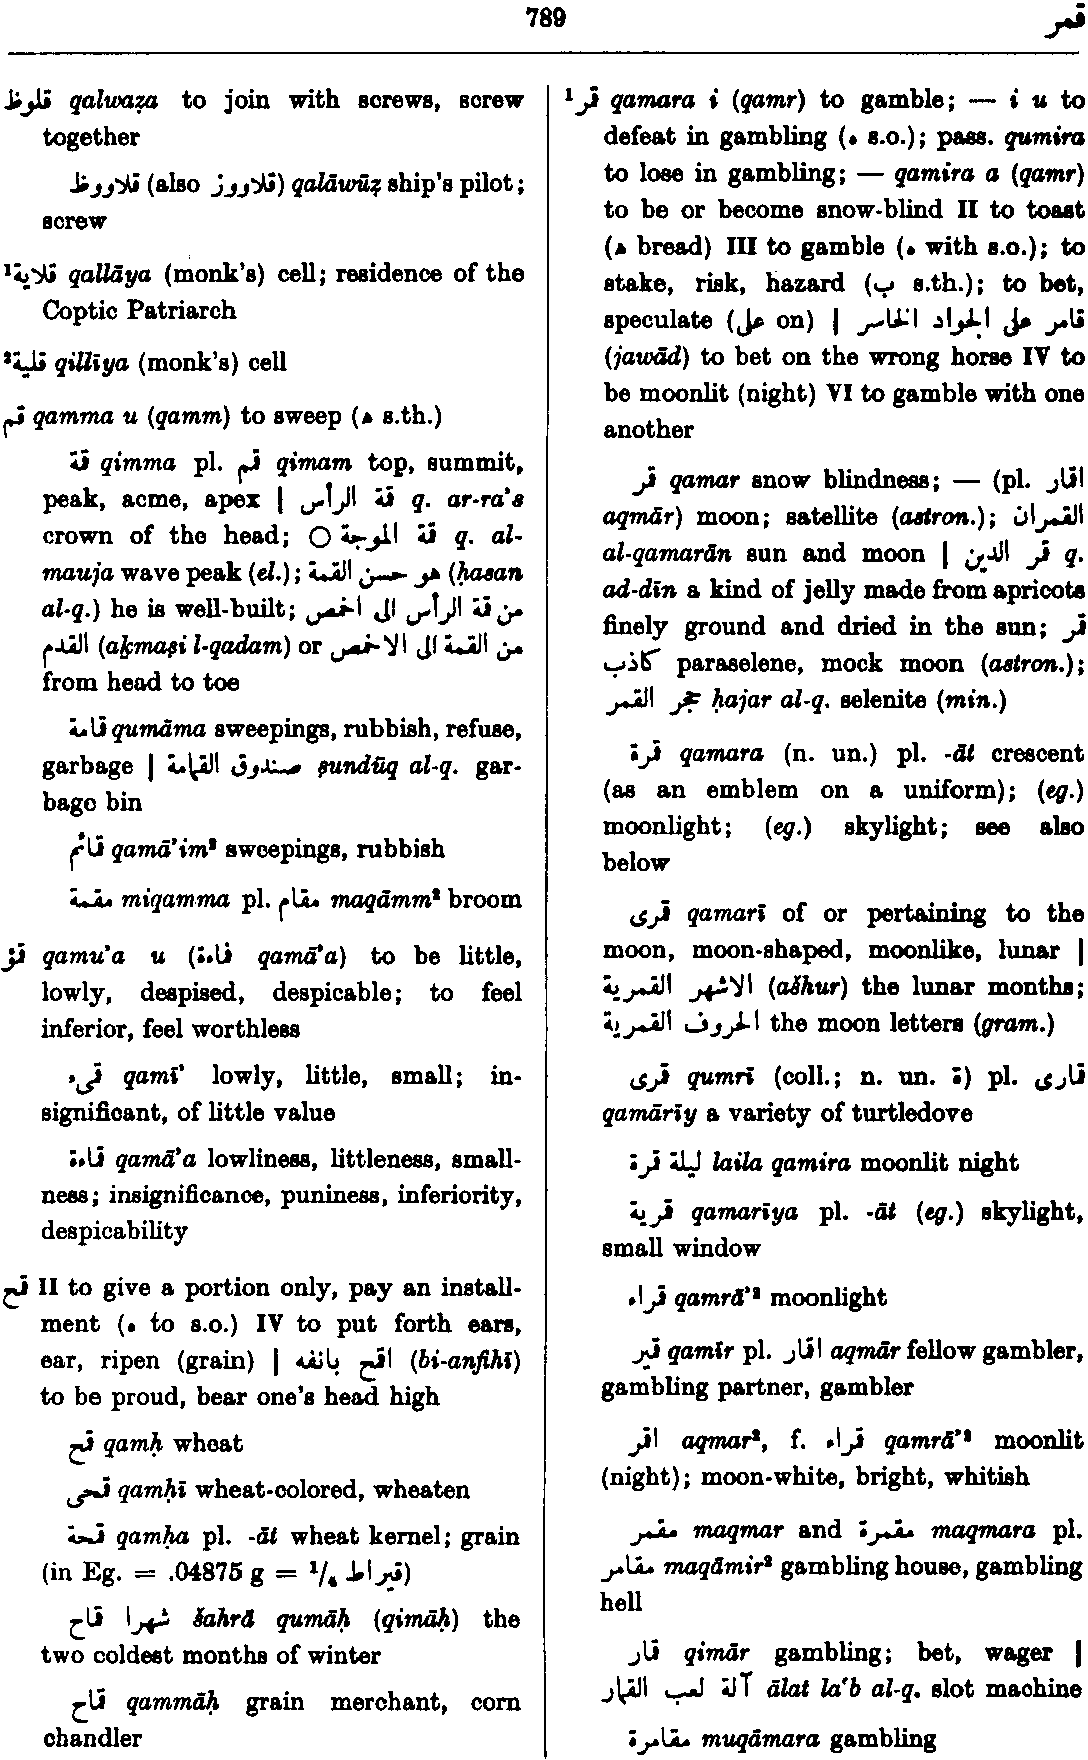 789
قمر
قلوظ qalwaẓa to join with screws, screw
together
قلاووظ (also قلاووز) qalāwūẓ ship's pilot;
screw
¹قلاية qallāya (monk's) cell; residence of the
Coptic Patriarch
²قلية qillīya (monk's) cell
قم qamma u (qamm) to sweep (ه s.th.)
قمة qimma pl. قم qimam top, summit,
peak, acme, apex | قمة الرأس q. ar-ra's
crown of the head; ○ قمة الموجة q. al-
mauja wave peak (el.); هو حسن القمة (ḥasan
al-q.) he is well-built; من قمة الرأس الى اخمص
القدم (aḵmaṣi l-qadam) or من القمة الى الاخمص
from head to toe
قمامة qumāma sweepings, rubbish, refuse,
garbage | صندوق القمامة ṣundūq al-q. gar-
bage bin
قمائم qamā'im² sweepings, rubbish
مقمة miqamma pl. مقام maqāmm² broom
قمؤ qamu'a u (قماءة qamā'a) to be little,
lowly, despised, despicable; to feel
inferior, feel worthless
قمىء qamī' lowly, little, small; in-
significant, of little value
قماءة qamā'a lowliness, littleness, small-
ness; insignificance, puniness, inferiority,
despicability
قمح II to give a portion only, pay an install-
ment (ه to s.o.) IV to put forth ears,
ear, ripen (grain) | اقمح بانفه (bi-anfihī)
to be proud, bear one's head high
قمح qamḥ wheat
قمحى qamḥī wheat-colored, wheaten
قمحة qamḥa pl. -āt wheat kernel; grain
(in Eg. = .04875 g = ¹/₄ قيراط)
شهرا قماح šahrā qumāḥ (qimāḥ) the
two coldest months of winter
قماح qammāḥ grain merchant, corn
chandler
¹قمر qamara i (qamr) to gamble; — i u to
defeat in gambling (ه s.o.); pass. qumira
to lose in gambling; — qamira a (qamr)
to be or become snow-blind II to toast
(ه bread) III to gamble (ه with s.o.); to
stake, risk, hazard (ب s.th.); to bet,
speculate (على on) | قامر على الجواد الخاسر
(jawād) to bet on the wrong horse IV to
be moonlit (night) VI to gamble with one
another
قمر qamar snow blindness; — (pl. اقمار
aqmār) moon; satellite (astron.); القمران
al-qamarān sun and moon | قمر الدين q.
ad-dīn a kind of jelly made from apricots
finely ground and dried in the sun; قمر
كاذب paraselene, mock moon (astron.);
حجر القمر ḥajar al-q. selenite (min.)
قمرة qamara (n. un.) pl. -āt crescent
(as an emblem on a uniform); (eg.)
moonlight; (eg.) skylight; see also
below
قمرى qamarī of or pertaining to the
moon, moon-shaped, moonlike, lunar |
الاشهر القمرية (ašhur) the lunar months;
الحروف القمرية the moon letters (gram.)
قمرى qumrī (coll.; n. un. ة) pl. قمارى
qamārīy a variety of turtledove
ليلة قمرة laila qamira moonlit night
قمرية qamarīya pl. -āt (eg.) skylight,
small window
قمراء qamrā'² moonlight
قمير qamīr pl. اقمار aqmār fellow gambler,
gambling partner, gambler
اقمر aqmar², f. قمراء qamrā'² moonlit
(night); moon-white, bright, whitish
مقمر maqmar and مقمرة maqmara pl.
مقامر maqāmir² gambling house, gambling
hell
قمار qimār gambling; bet, wager |
آلة لعب القمار ālat la'b al-q. slot machine
مقامرة muqāmara gambling